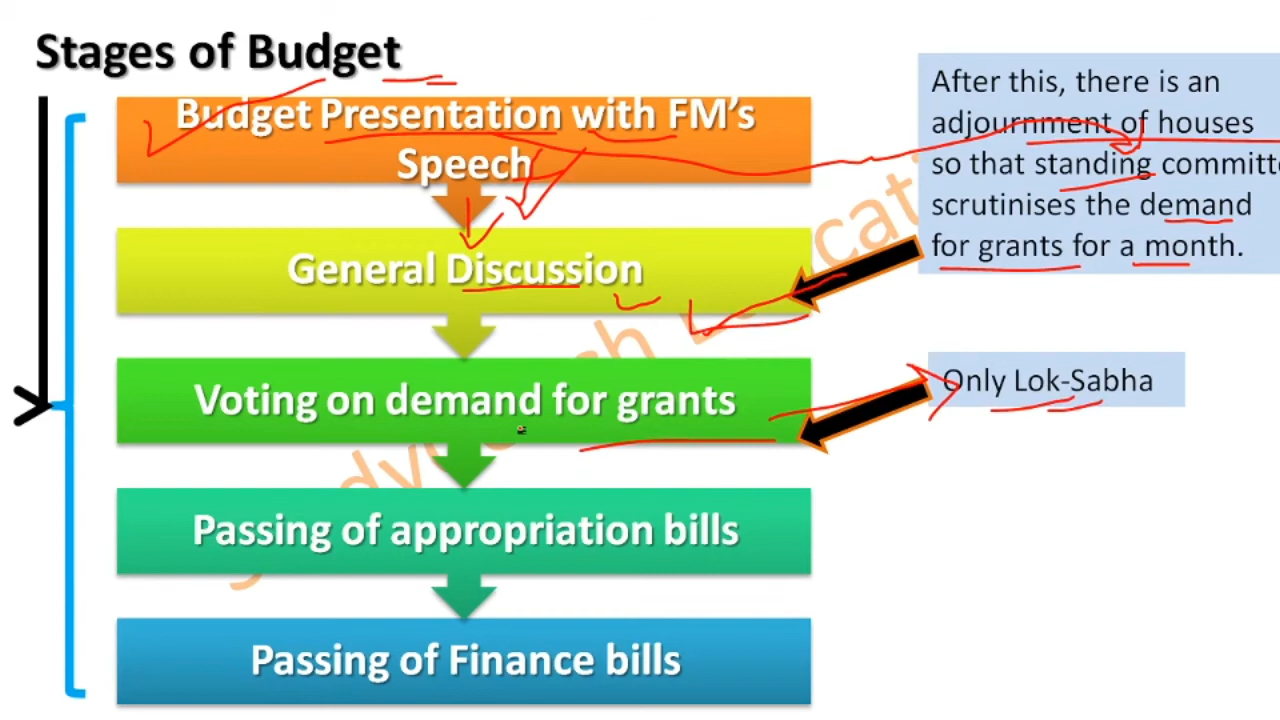 Stages of Budget
Budget Presentation with FM's
Speech
After this, there is an
adjournment of houses
so that standing committe
scrutinises the demand
for grants for a month.
General Discussion
Voting on demand for grants
Only Lok-Sabha
Passing of appropriation bills
Passing of Finance bills